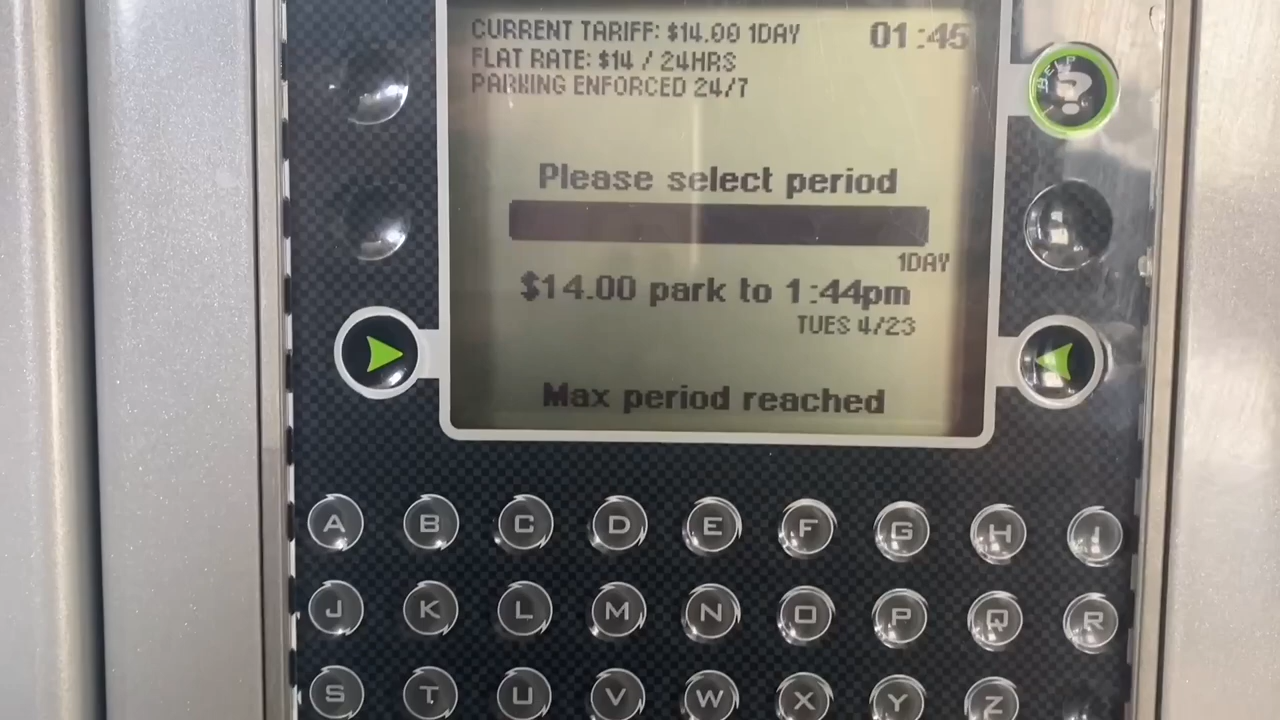 CURRENT TARIFF: $14.00 1DAY
01:45
FLAT RATE: $14 / 24HRS
PARKING ENFORCED 24/7
HELP
?
Please select period
1DAY
$14.00 park to 1:44pm
TUES 4/23
Max period reached
A B C D E F G H I
J K L M N O P Q R
S T U V W X Y Z